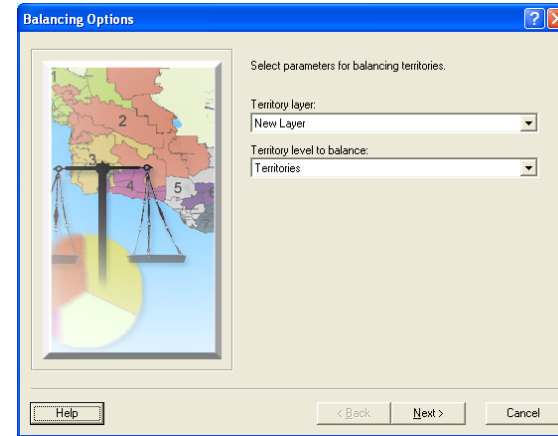 Balancing Options
Select parameters for balancing territories.
Territory layer:
New Layer
Territory level to balance:
Territories
1
2
3
4
5
Help
< Back
Next >
Cancel